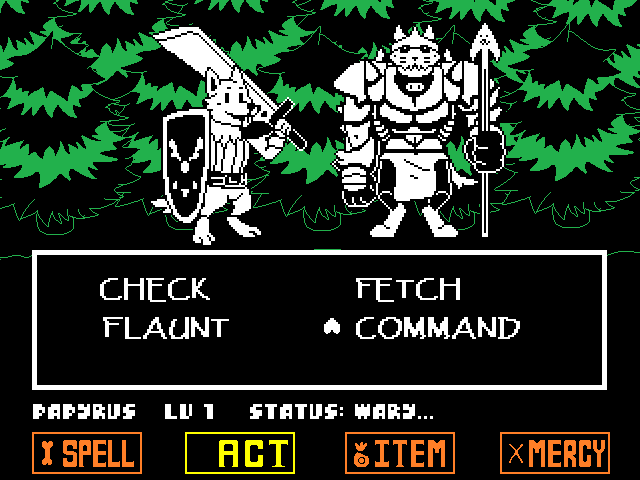 CHECK FETCH
FLAUNT COMMAND
PAPYRUS LV 1 STATUS: WARY...
SPELL ACT ITEM MERCY